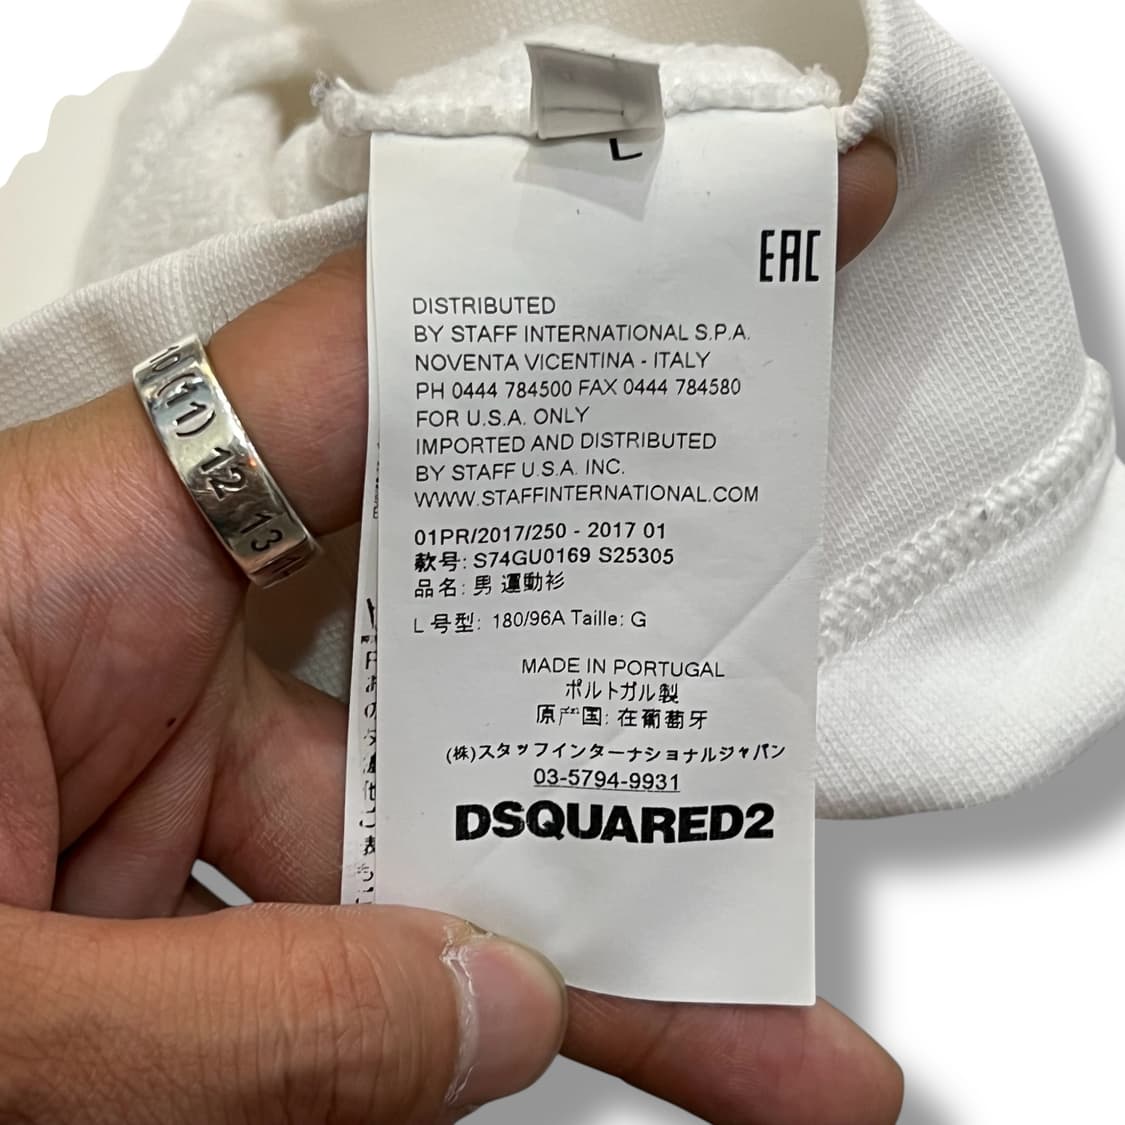 L
EAC
DISTRIBUTED
BY STAFF INTERNATIONAL S.P.A.
NOVENTA VICENTINA - ITALY
PH 0444 784500 FAX 0444 784580
FOR U.S.A. ONLY
IMPORTED AND DISTRIBUTED
BY STAFF U.S.A. INC.
WWW.STAFFINTERNATIONAL.COM
01PR/2017/250 - 2017 01
款号: S74GU0169 S25305
品名: 男 運動衫
L 号型: 180/96A Taille: G
MADE IN PORTUGAL
ポルトガル製
原产国: 在葡萄牙
(株)スタッフインターナショナルジャパン
03-5794-9931
DSQUARED2
10 (11) 12 13